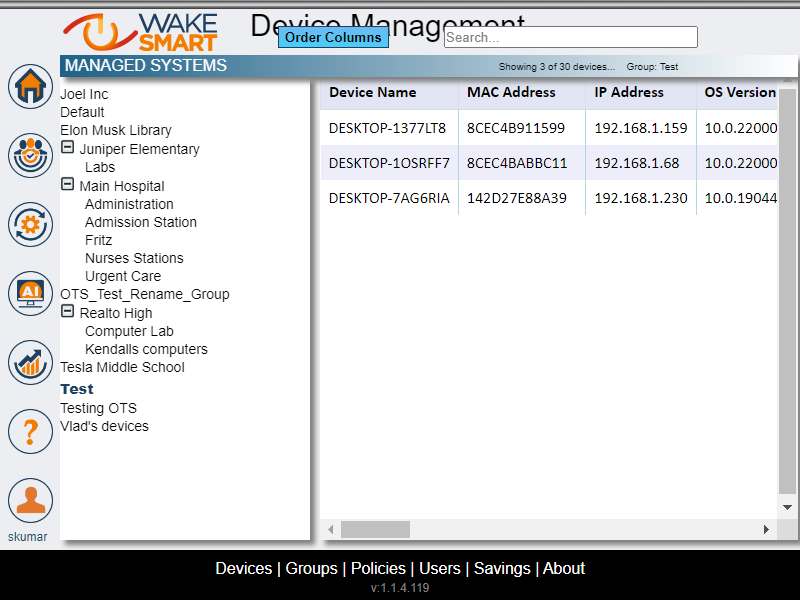 WAKE
SMART
Device Management
Order Columns
Search...
MANAGED SYSTEMS
Showing 3 of 30 devices... Group: Test
Joel Inc
Default
Elon Musk Library
Juniper Elementary
Labs
Main Hospital
Administration
Admission Station
Fritz
Nurses Stations
Urgent Care
OTS_Test_Rename_Group
Realto High
Computer Lab
Kendalls computers
Tesla Middle School
Test
Testing OTS
Vlad's devices
Device Name MAC Address IP Address OS Version
DESKTOP-1377LT8 8CEC4B911599 192.168.1.159 10.0.22000
DESKTOP-1OSRFF7 8CEC4BABBC11 192.168.1.68 10.0.22000
DESKTOP-7AG6RIA 142D27E88A39 192.168.1.230 10.0.19044
AI
?
skumar
Devices | Groups | Policies | Users | Savings | About
v:1.1.4.119